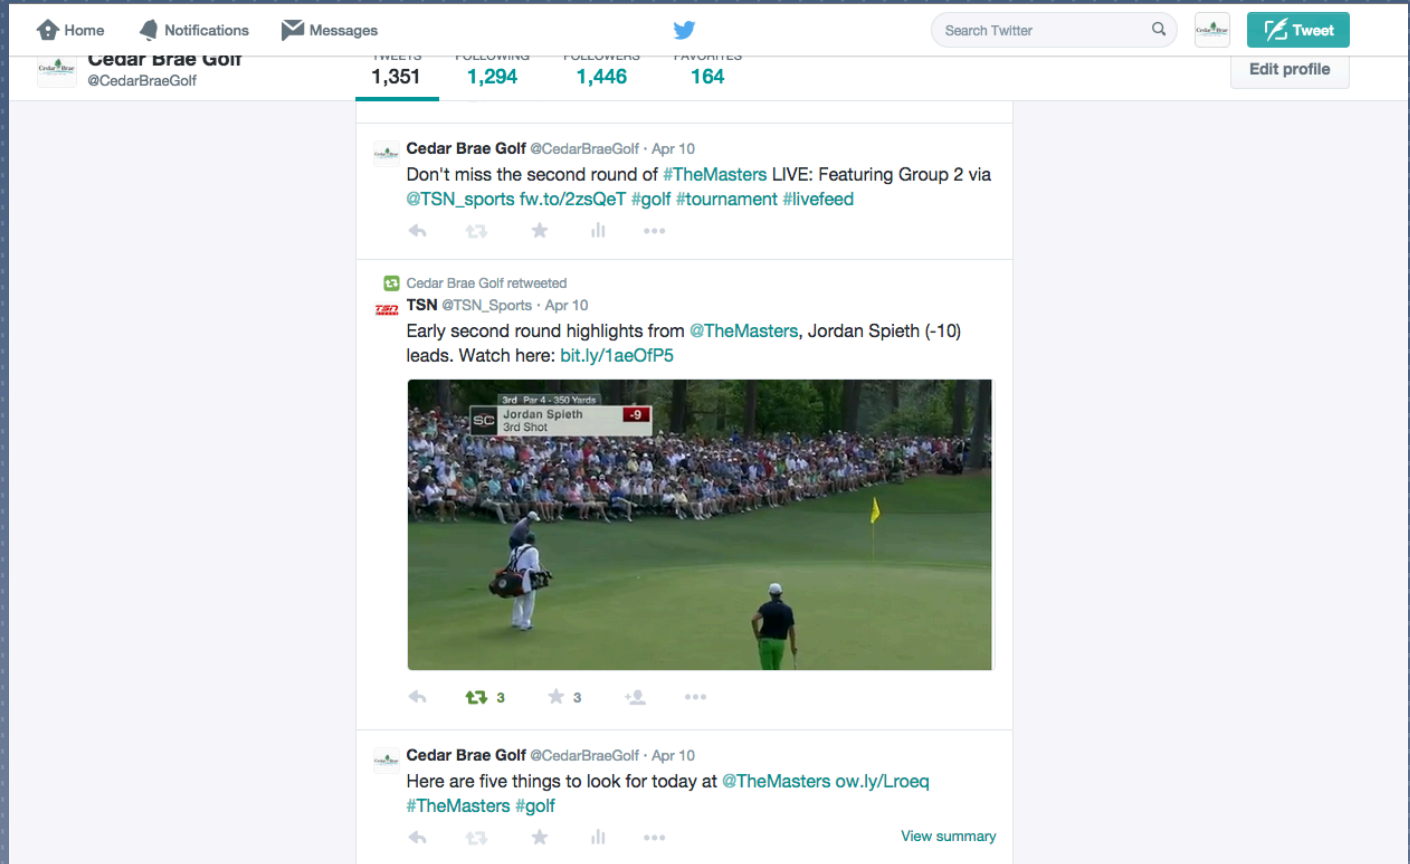 Home Notifications Messages Search Twitter Tweet
Cedar Brae Golf
@CedarBraeGolf
TWEETS FOLLOWING FOLLOWERS FAVORITES
1,351 1,294 1,446 164
Edit profile
Cedar Brae Golf @CedarBraeGolf · Apr 10
Don't miss the second round of #TheMasters LIVE: Featuring Group 2 via
@TSN_sports fw.to/2zsQeT #golf #tournament #livefeed
Cedar Brae Golf retweeted
TSN @TSN_Sports · Apr 10
Early second round highlights from @TheMasters, Jordan Spieth (-10)
leads. Watch here: bit.ly/1aeOfP5
3rd Par 4 - 350 Yards
SC Jordan Spieth -9
3rd Shot
3 3
Cedar Brae Golf @CedarBraeGolf · Apr 10
Here are five things to look for today at @TheMasters ow.ly/Lroeq
#TheMasters #golf
View summary